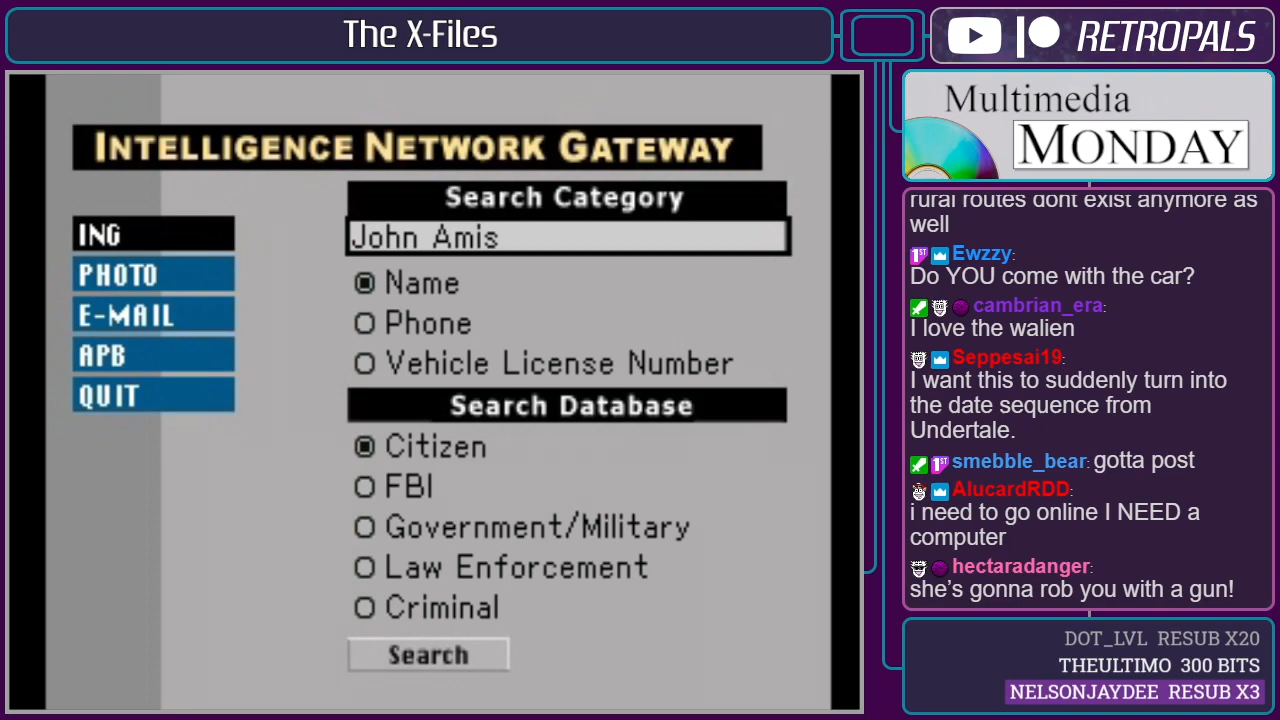 The X-Files
RETROPALS
Multimedia
MONDAY
INTELLIGENCE NETWORK GATEWAY
ING
PHOTO
E-MAIL
APB
QUIT
Search Category
John Amis
Name
Phone
Vehicle License Number
Search Database
Citizen
FBI
Government/Military
Law Enforcement
Criminal
Search
rural routes dont exist anymore as
well
1ST Ewzzy:
Do YOU come with the car?
cambrian_era:
I love the walien
Seppesai19:
I want this to suddenly turn into
the date sequence from
Undertale.
1ST smebble_bear: gotta post
AlucardRDD:
i need to go online I NEED a
computer
hectaradanger:
she's gonna rob you with a gun!
DOT_LVL RESUB X20
THEULTIMO 300 BITS
NELSONJAYDEE RESUB X3